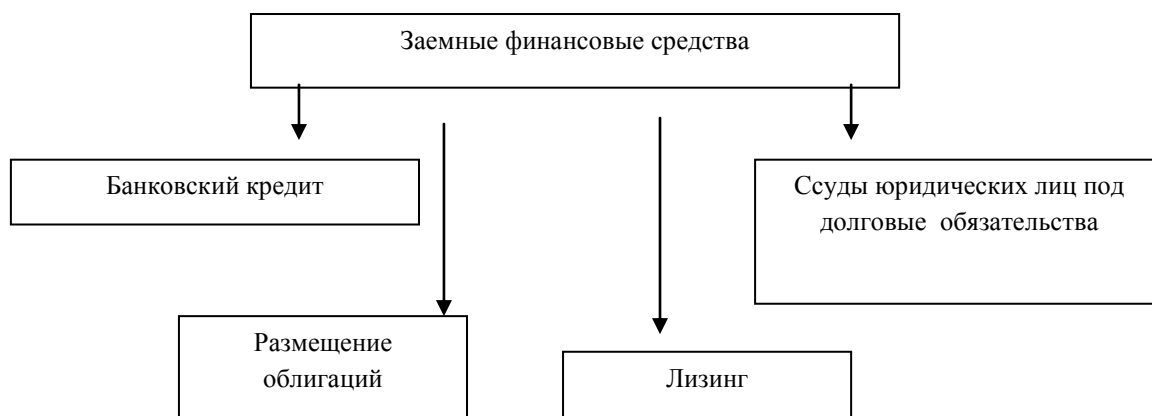 Заемные финансовые средства
Банковский кредит
Ссуды юридических лиц под
долговые обязательства
Размещение
облигаций
Лизинг